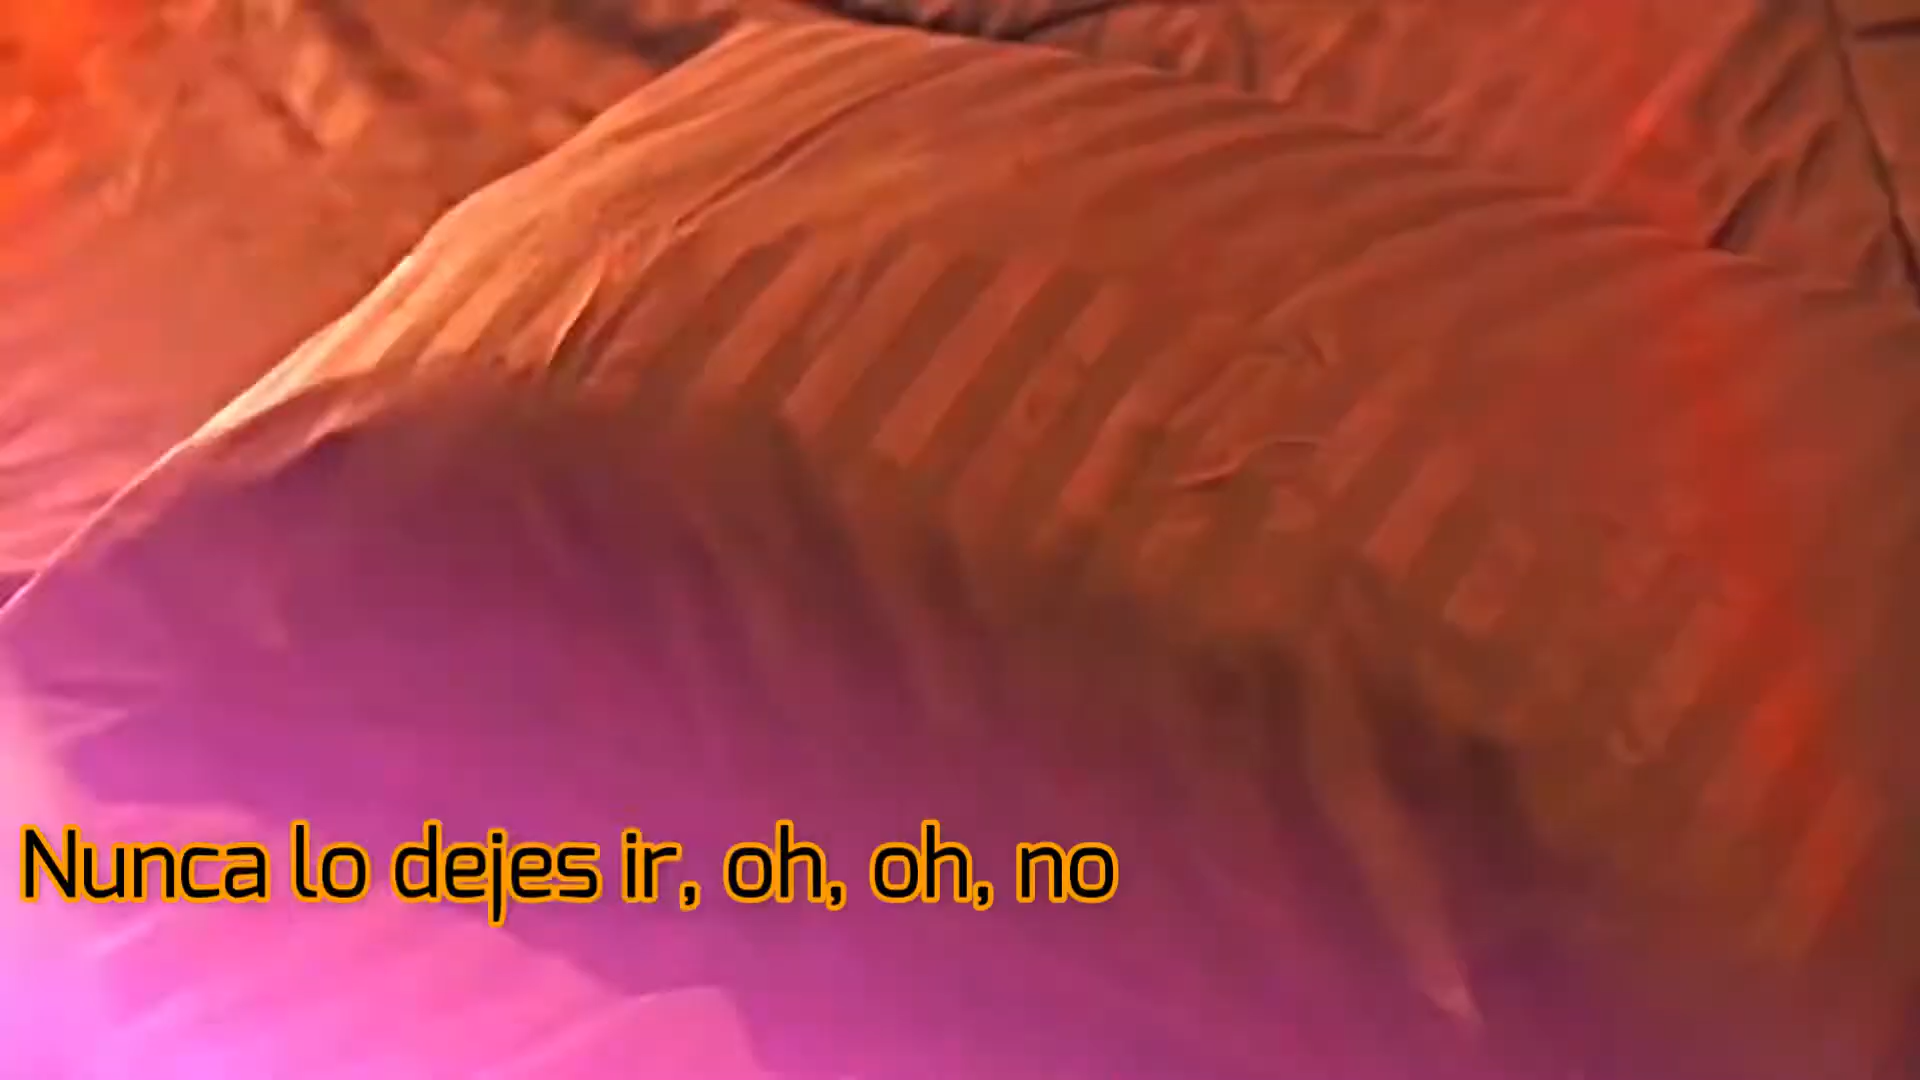 Nunca lo dejes ir, oh, oh, no